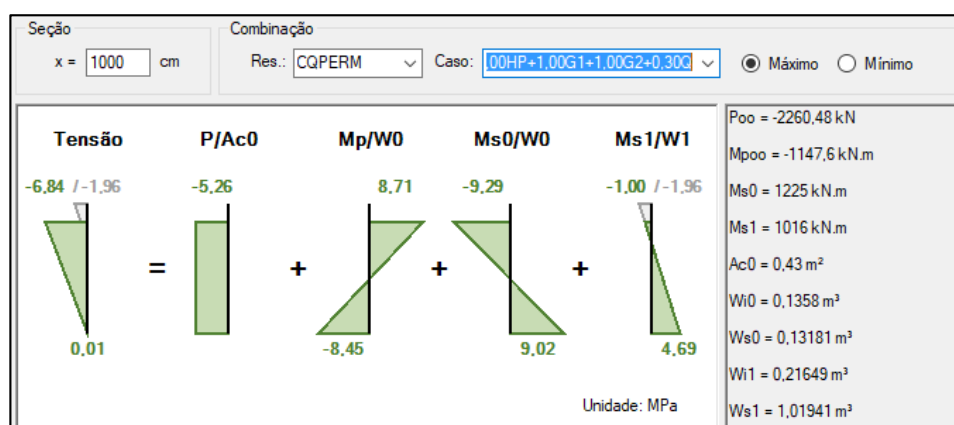 Seção
x = 1000 cm
Combinação
Res.: CQPERM Caso: ,00HP+1,00G1+1,00G2+0,30Q Máximo Mínimo
Tensão P/Ac0 Mp/W0 Ms0/W0 Ms1/W1
-6,84 / -1,96 -5,26 8,71 -9,29 -1,00 / -1,96
= + + +
0,01 -8,45 9,02 4,69
Unidade: MPa
Poo = -2260,48 kN
Mpoo = -1147,6 kN.m
Ms0 = 1225 kN.m
Ms1 = 1016 kN.m
Ac0 = 0,43 m²
Wi0 = 0,1358 m³
Ws0 = 0,13181 m³
Wi1 = 0,21649 m³
Ws1 = 1,01941 m³